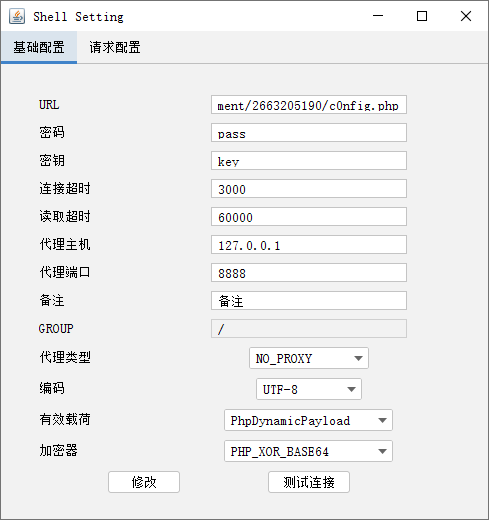 Shell Setting
基础配置 请求配置
URL ment/2663205190/c0nfig.php
密码 pass
密钥 key
连接超时 3000
读取超时 60000
代理主机 127.0.0.1
代理端口 8888
备注 备注
GROUP /
代理类型 NO_PROXY
编码 UTF-8
有效载荷 PhpDynamicPayload
加密器 PHP_XOR_BASE64
修改 测试连接